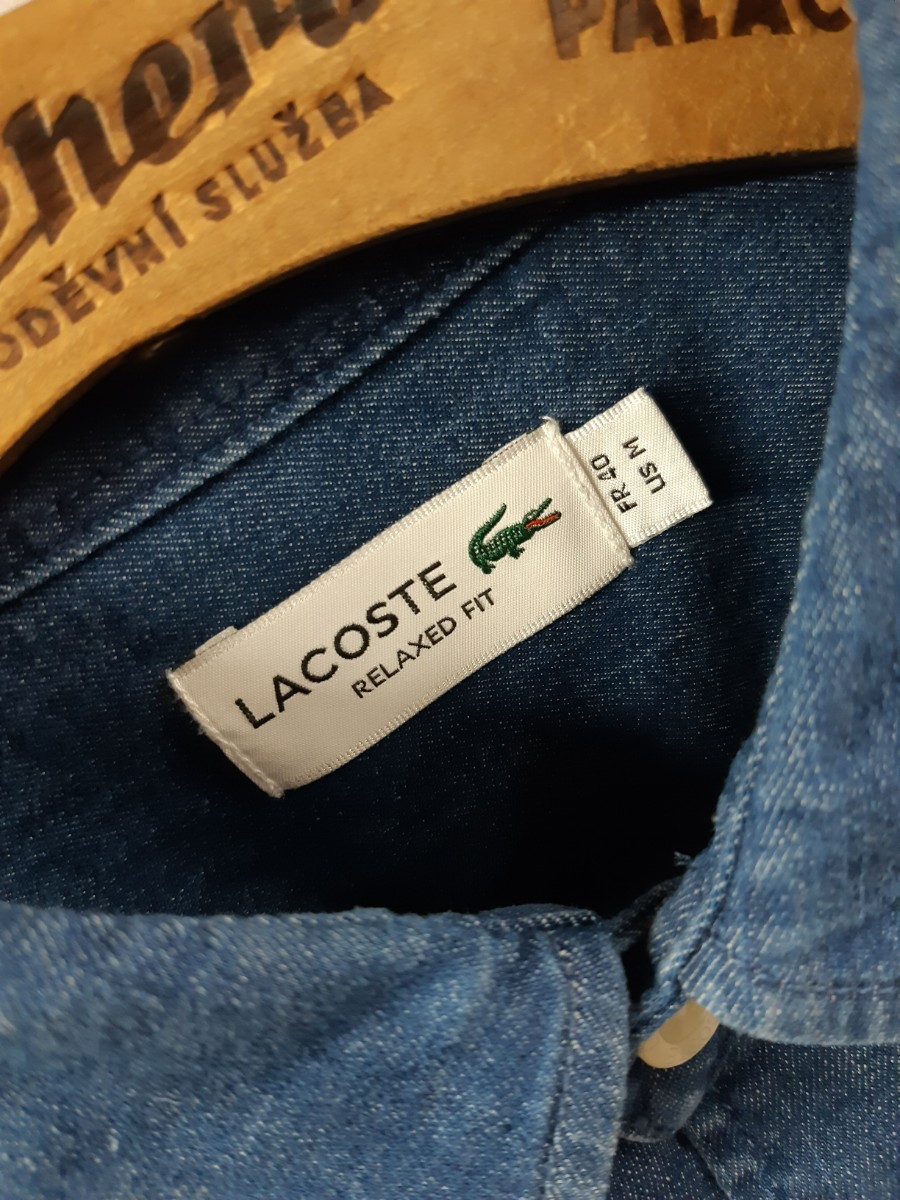 PALAC
ODĚVNÍ SLUŽBA
LACOSTE
RELAXED FIT
FR 40
US M